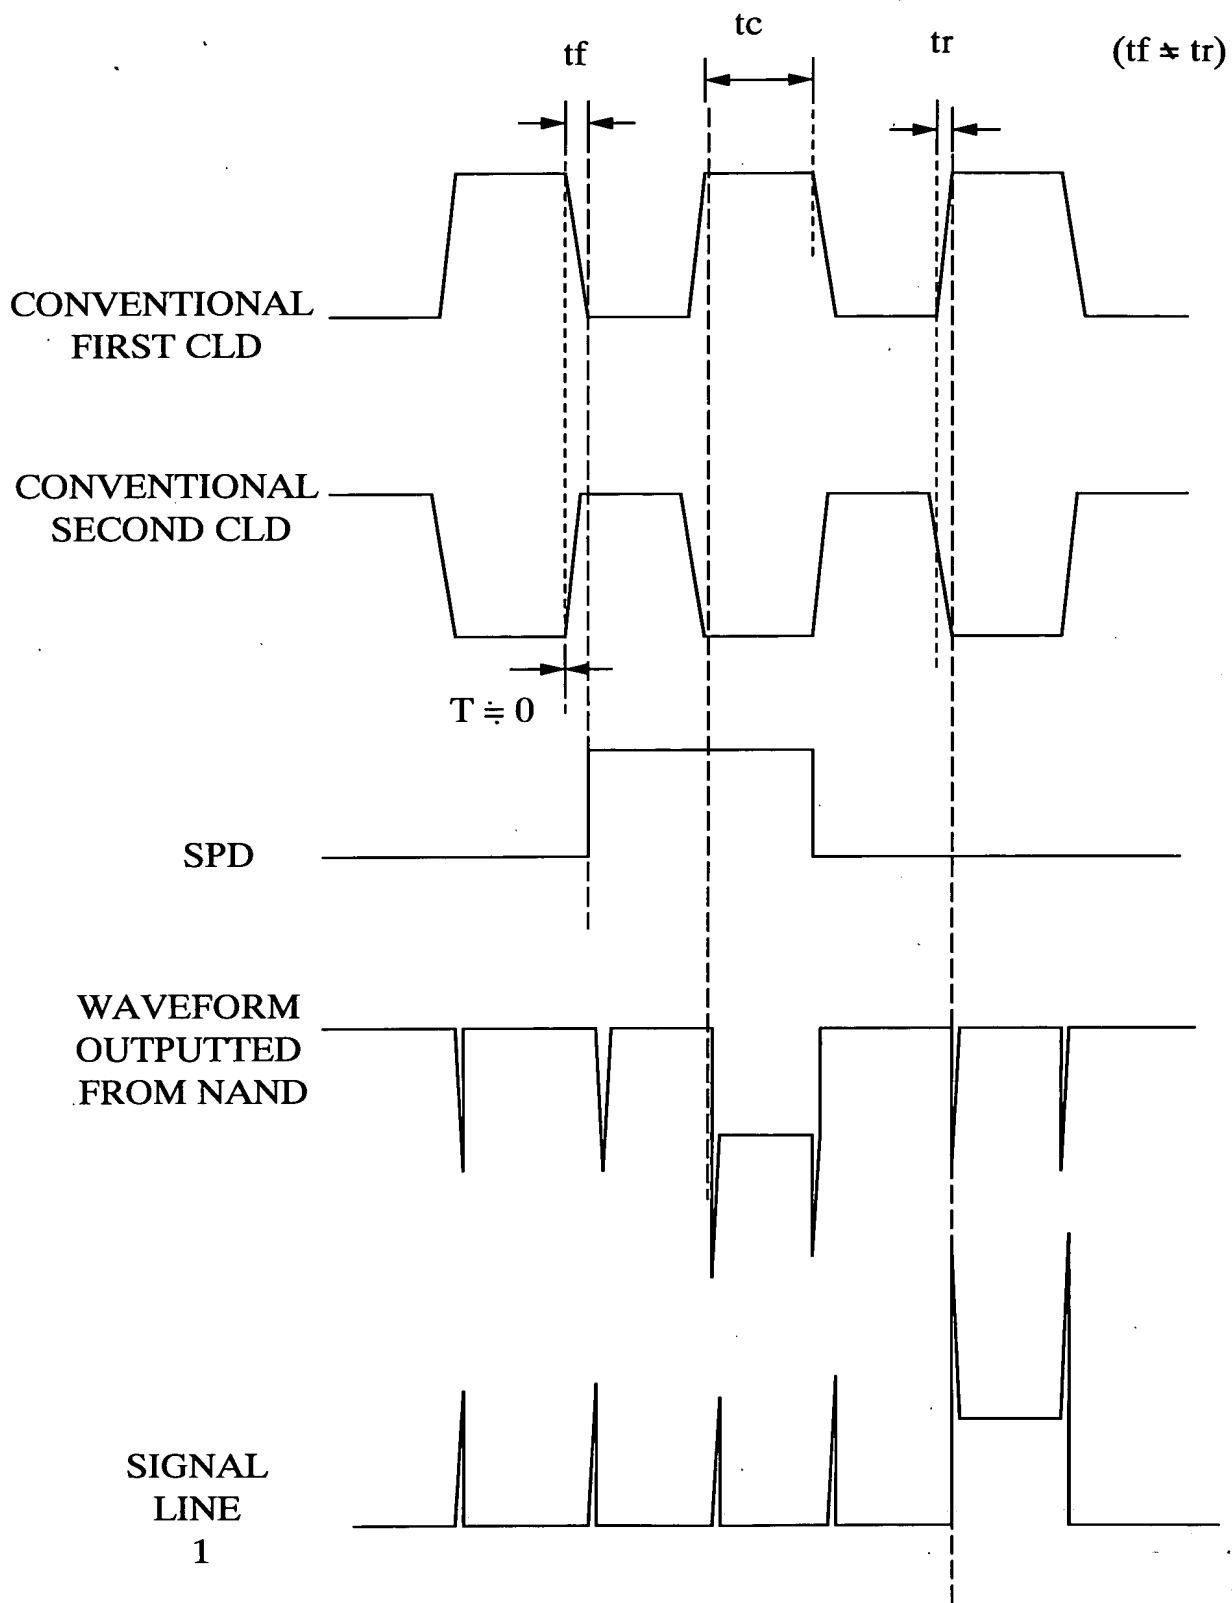 tc
tf
tr
(tf ≠ tr)
CONVENTIONAL
FIRST CLD
CONVENTIONAL
SECOND CLD
T ≒ 0
SPD
WAVEFORM
OUTPUTTED
FROM NAND
SIGNAL
LINE
1